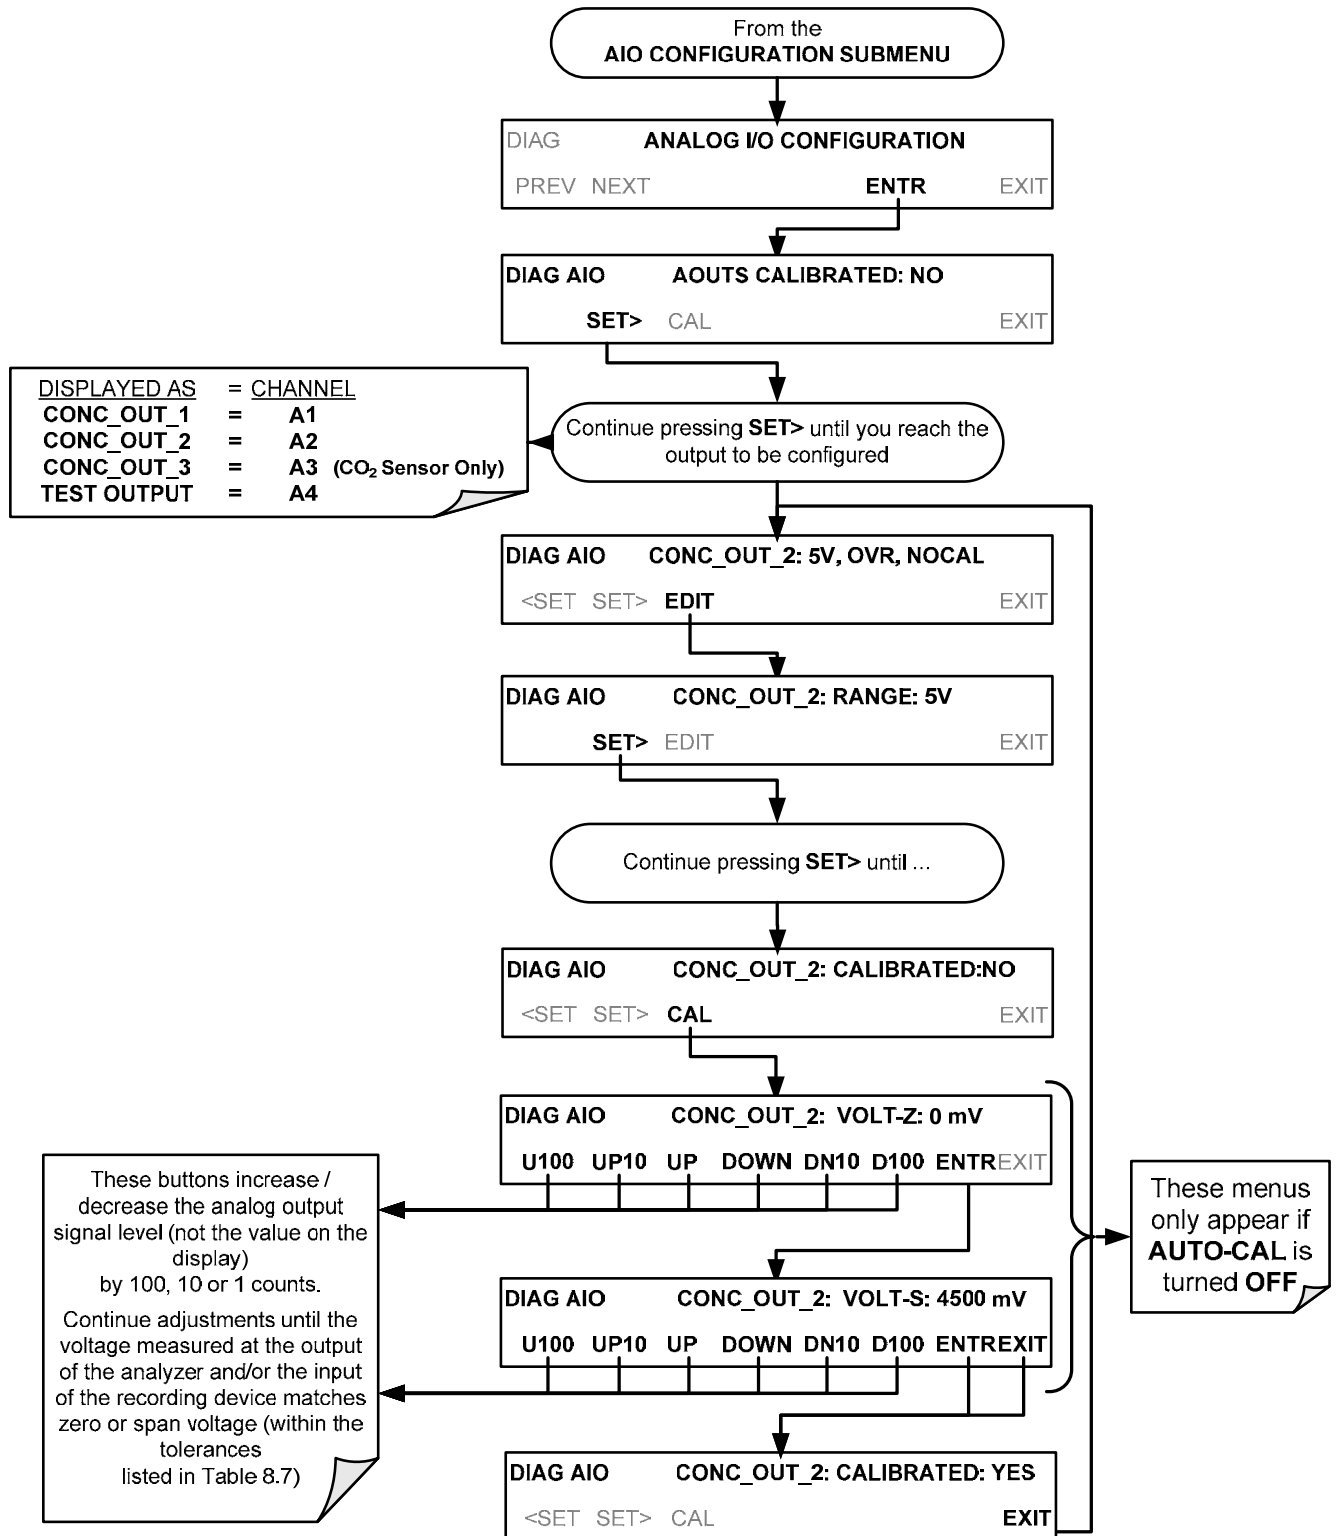 From the
AIO CONFIGURATION SUBMENU
DIAG ANALOG I/O CONFIGURATION
PREV NEXT ENTR EXIT
DIAG AIO AOUTS CALIBRATED: NO
SET> CAL EXIT
DISPLAYED AS = CHANNEL
CONC_OUT_1 = A1
CONC_OUT_2 = A2
CONC_OUT_3 = A3 (CO₂ Sensor Only)
TEST OUTPUT = A4
Continue pressing SET> until you reach the
output to be configured
DIAG AIO CONC_OUT_2: 5V, OVR, NOCAL
<SET SET> EDIT EXIT
DIAG AIO CONC_OUT_2: RANGE: 5V
SET> EDIT EXIT
Continue pressing SET> until ...
DIAG AIO CONC_OUT_2: CALIBRATED:NO
<SET SET> CAL EXIT
DIAG AIO CONC_OUT_2: VOLT-Z: 0 mV
U100 UP10 UP DOWN DN10 D100 ENTR EXIT
These buttons increase /
decrease the analog output
signal level (not the value on the
display)
by 100, 10 or 1 counts.
Continue adjustments until the
voltage measured at the output
of the analyzer and/or the input
of the recording device matches
zero or span voltage (within the
tolerances
listed in Table 8.7)
These menus
only appear if
AUTO-CAL is
turned OFF
DIAG AIO CONC_OUT_2: VOLT-S: 4500 mV
U100 UP10 UP DOWN DN10 D100 ENTR EXIT
DIAG AIO CONC_OUT_2: CALIBRATED: YES
<SET SET> CAL EXIT